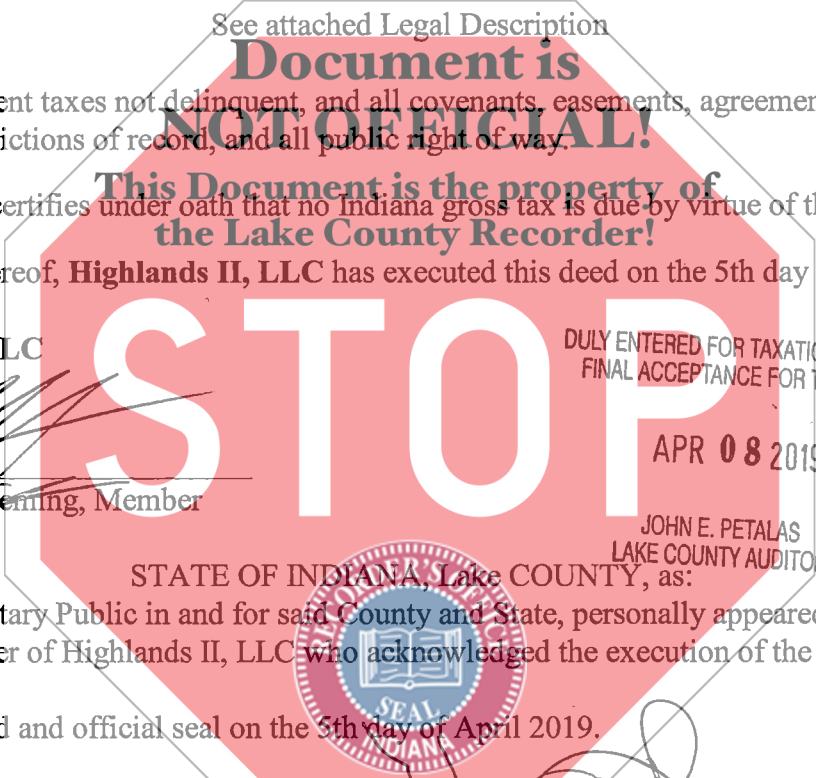 See attached Legal Description
Document is
ent taxes not delinquent, and all covenants, easements, agreemen
NOT OFFICIAL!
ictions of record, and all public right of way.
This Document is the property of
certifies under oath that no Indiana gross tax is due by virtue of th
the Lake County Recorder!
reof, Highlands II, LLC has executed this deed on the 5th day
STOP
LC
DULY ENTERED FOR TAXATIO
FINAL ACCEPTANCE FOR T
APR 08 2019
ening, Member
JOHN E. PETALAS
LAKE COUNTY AUDITO
STATE OF INDIANA, Lake COUNTY, as:
tary Public in and for said County and State, personally appeared
er of Highlands II, LLC who acknowledged the execution of the
RECORDER'S OFFICE
SEAL
d and official seal on the 5th day of April 2019.
INDIANA